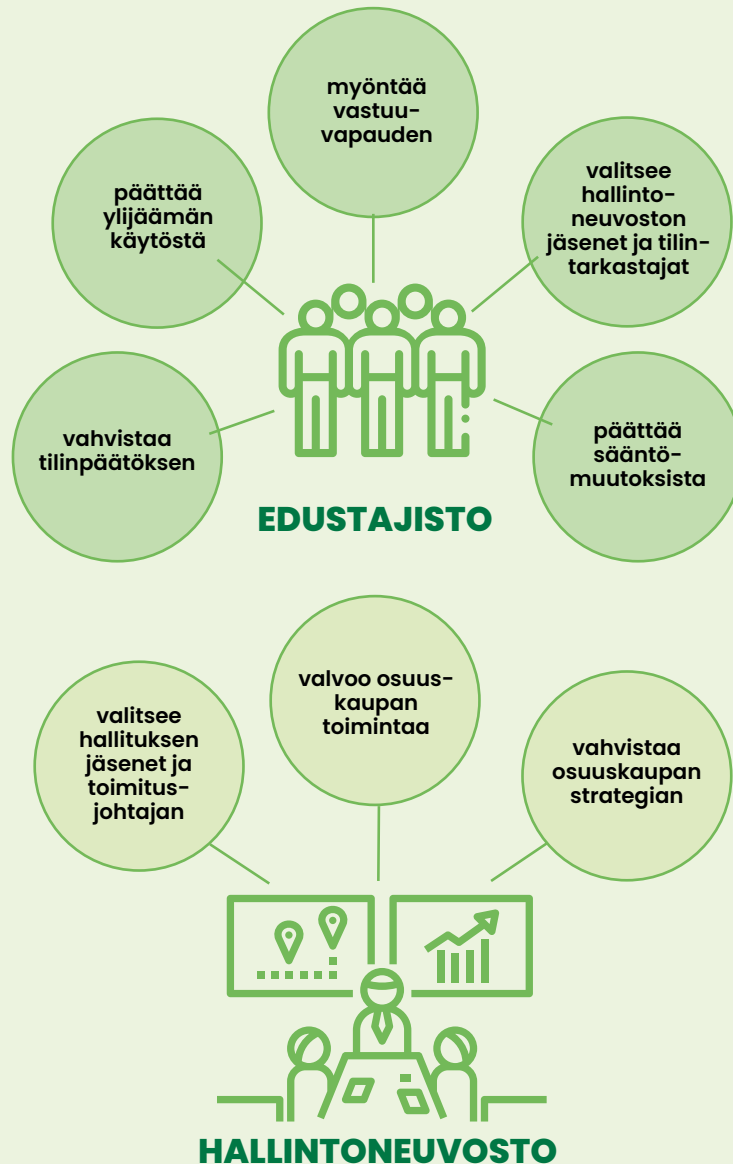 myöntää
vastuu-
vapauden
päättää
ylijäämän
käytöstä
valitsee
hallinto-
neuvoston
jäsenet ja tilin-
tarkastajat
vahvistaa
tilinpäätöksen
päättää
sääntö-
muutoksista
EDUSTAJISTO
valitsee
hallituksen
jäsenet ja
toimitus-
johtajan
valvoo osuus-
kaupan
toimintaa
vahvistaa
osuuskaupan
strategian
HALLINTONEUVOSTO